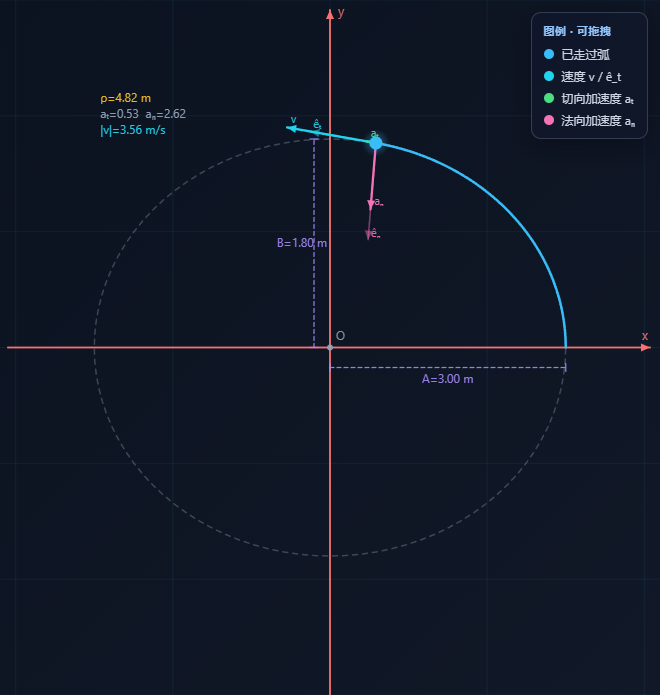 y
图例 · 可拖拽
已走过弧
速度 v / ê_t
切向加速度 aₜ
法向加速度 aₙ
ρ=4.82 m
aₜ=0.53 aₙ=2.62
|v|=3.56 m/s
v
êₜ
aₜ
aₙ
êₙ
B=1.80 m
O
x
A=3.00 m